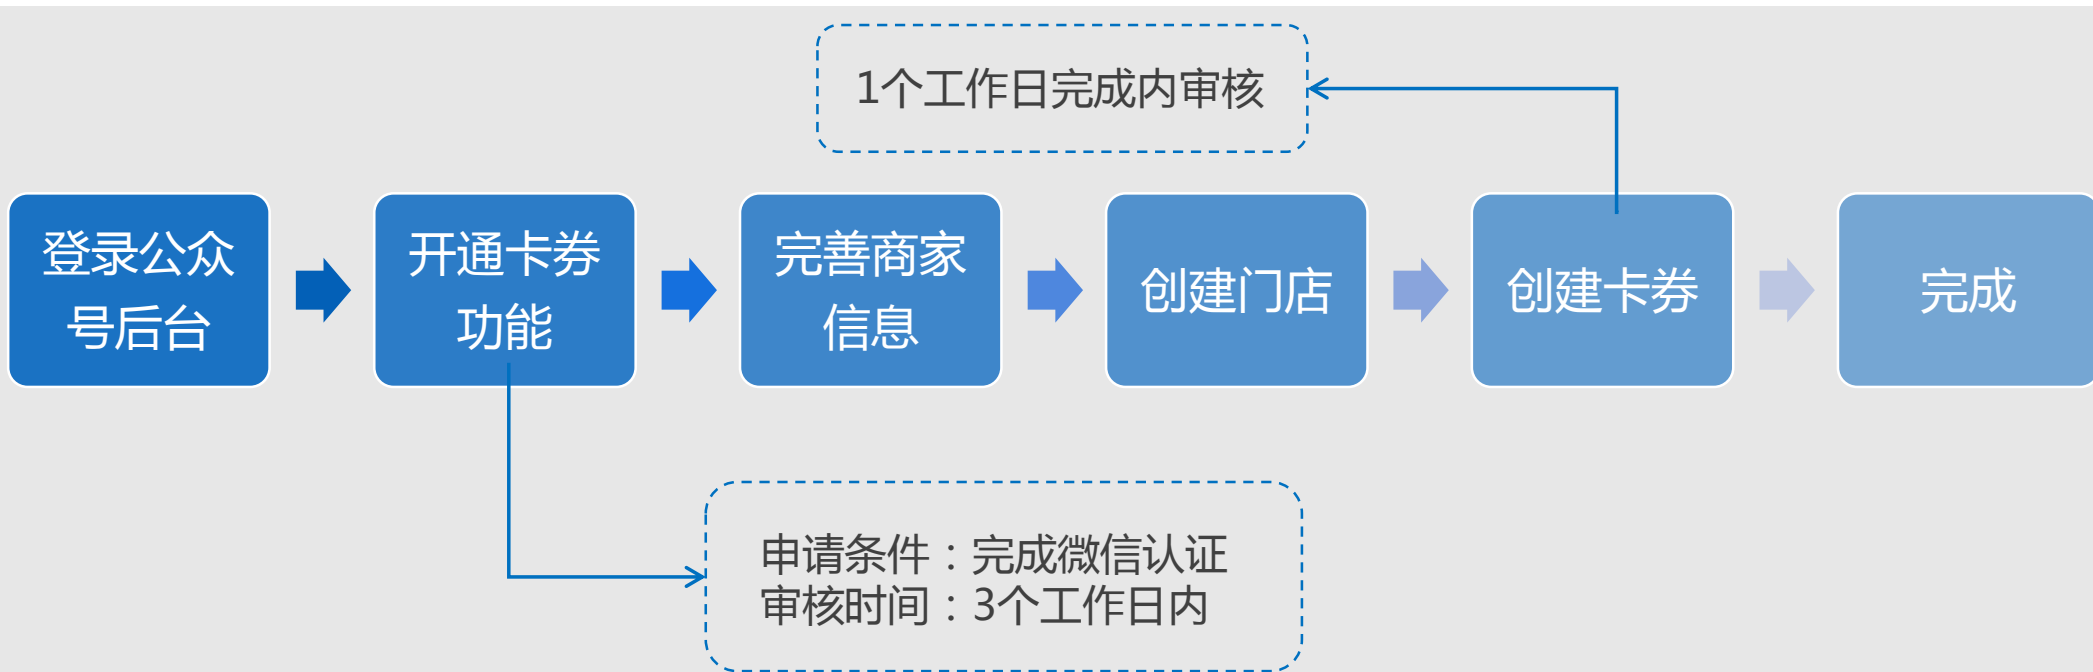 1个工作日完成内审核
登录公众
号后台
开通卡券
功能
完善商家
信息
创建门店
创建卡券
完成
申请条件：完成微信认证
审核时间：3个工作日内